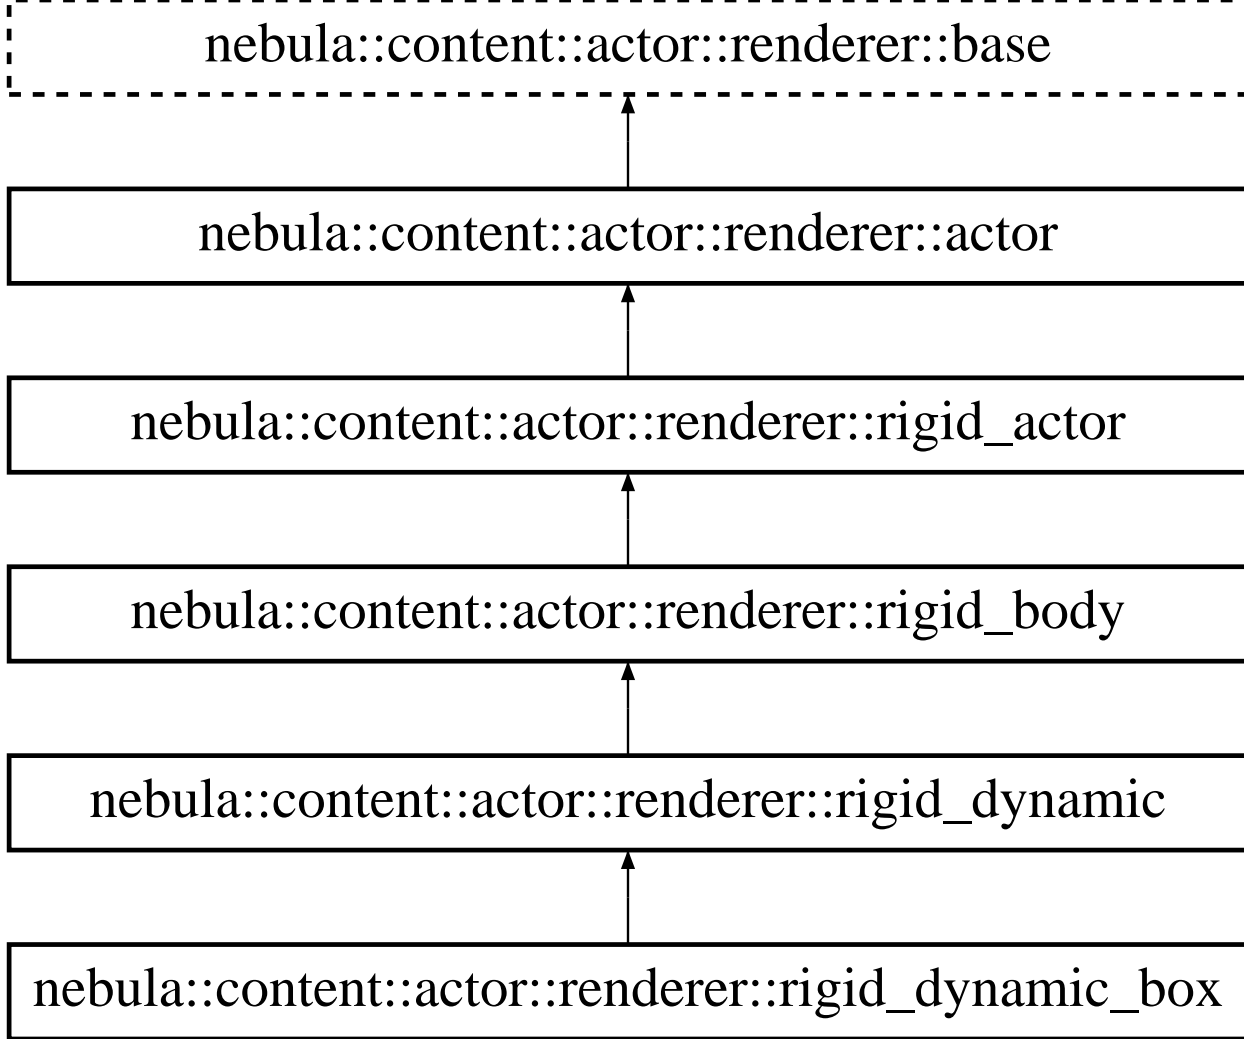 nebula::content::actor::renderer::base
nebula::content::actor::renderer::actor
nebula::content::actor::renderer::rigid_actor
nebula::content::actor::renderer::rigid_body
nebula::content::actor::renderer::rigid_dynamic
nebula::content::actor::renderer::rigid_dynamic_box